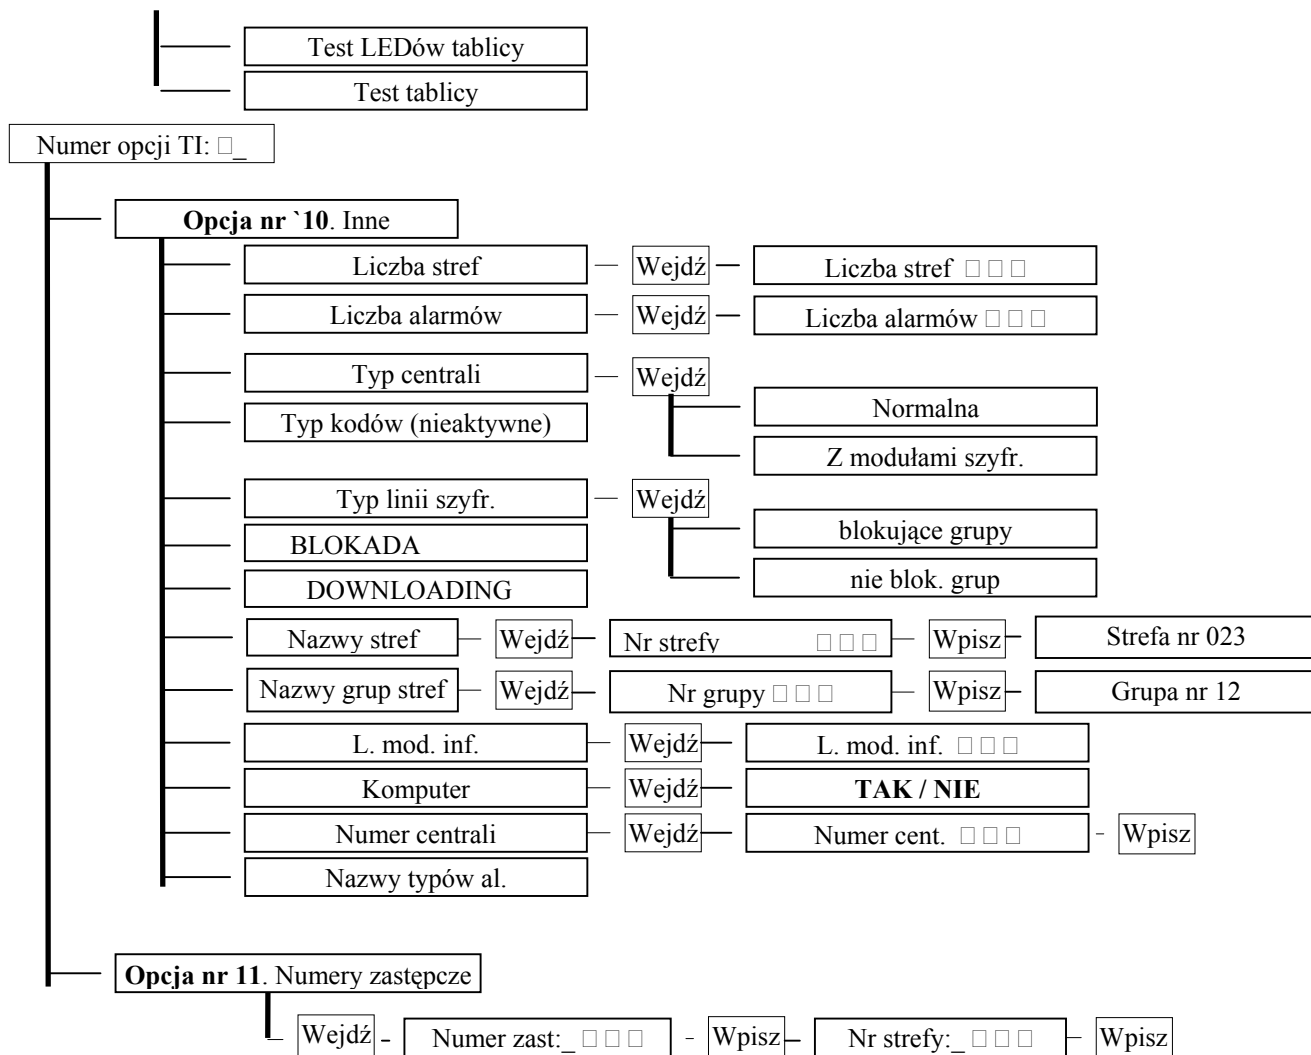 Test LEDów tablicy
Test tablicy
Numer opcji TI: □_
Opcja nr `10. Inne
Liczba stref Wejdź Liczba stref □ □ □
Liczba alarmów Wejdź Liczba alarmów □ □ □
Typ centrali Wejdź
Normalna
Typ kodów (nieaktywne)
Z modułami szyfr.
Typ linii szyfr. Wejdź
blokujące grupy
BLOKADA
nie blok. grup
DOWNLOADING
Nazwy stref Wejdź Nr strefy □ □ □ Wpisz Strefa nr 023
Nazwy grup stref Wejdź Nr grupy □ □ □ Wpisz Grupa nr 12
L. mod. inf. Wejdź L. mod. inf. □ □ □
Komputer Wejdź TAK / NIE
Numer centrali Wejdź Numer cent. □ □ □ Wpisz
Nazwy typów al.
Opcja nr 11. Numery zastępcze
Wejdź Numer zast:_ □ □ □ Wpisz Nr strefy:_ □ □ □ Wpisz